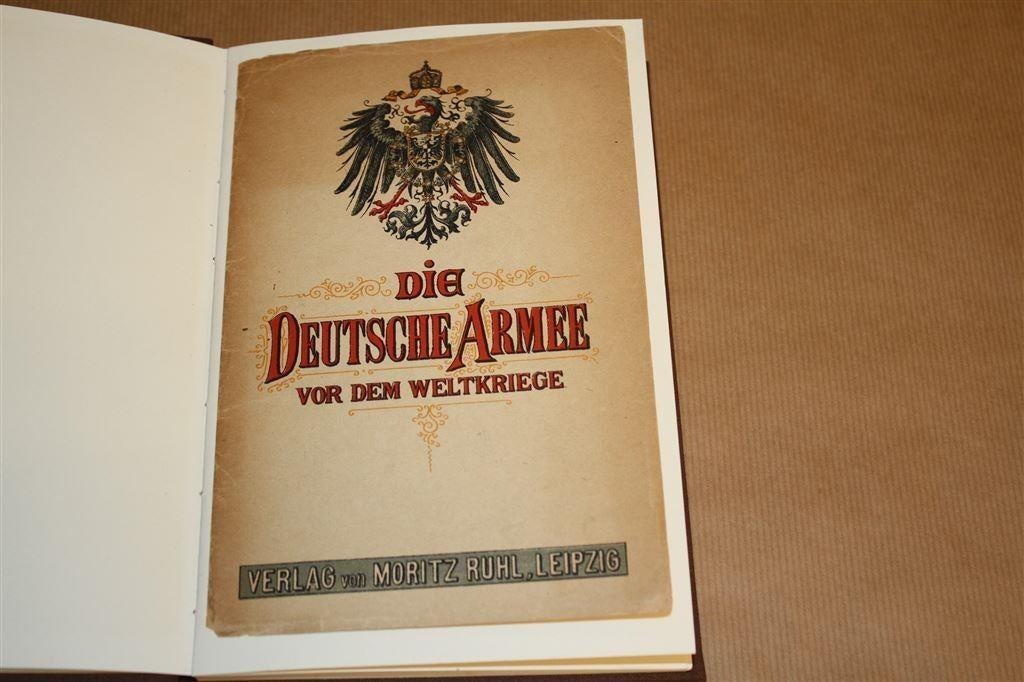 DIE
DEUTSCHE ARMEE
VOR DEM WELTKRIEGE
VERLAG von MORITZ RUHL, LEIPZIG